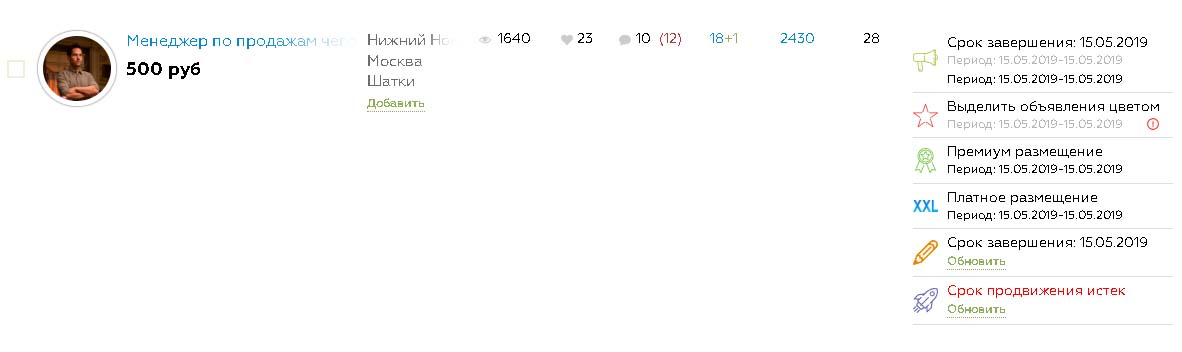 Менеджер по продажам чего
500 руб
Нижний Но
Москва
Шатки
Добавить
1640
23
10 (12)
18+1
2430
28
Срок завершения: 15.05.2019
Период: 15.05.2019-15.05.2019
Период: 15.05.2019-15.05.2019
Выделить объявления цветом
Период: 15.05.2019-15.05.2019
Премиум размещение
Период: 15.05.2019-15.05.2019
XXL
Платное размещение
Период: 15.05.2019-15.05.2019
Срок завершения: 15.05.2019
Обновить
Срок продвижения истек
Обновить